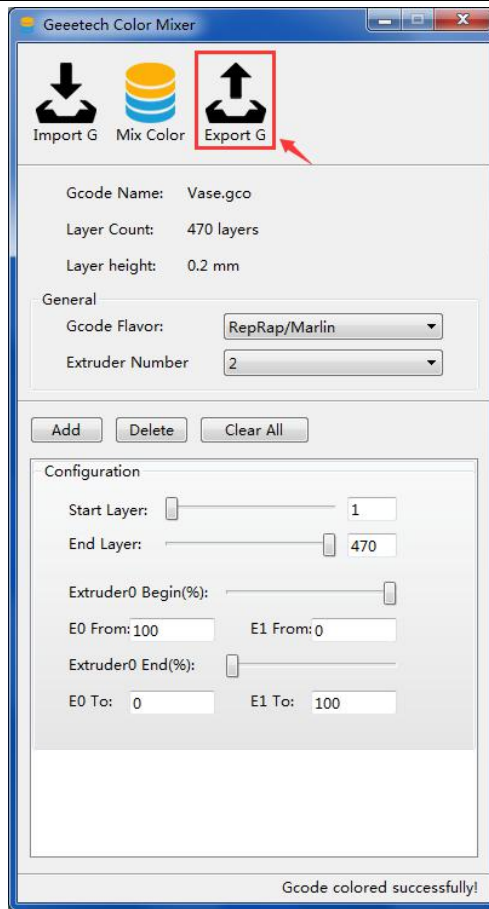 Geeetech Color Mixer
Import G Mix Color Export G
Gcode Name: Vase.gco
Layer Count: 470 layers
Layer height: 0.2 mm
General
Gcode Flavor: RepRap/Marlin
Extruder Number 2
Add Delete Clear All
Configuration
Start Layer: 1
End Layer: 470
Extruder0 Begin(%):
E0 From: 100 E1 From: 0
Extruder0 End(%):
E0 To: 0 E1 To: 100
Gcode colored successfully!